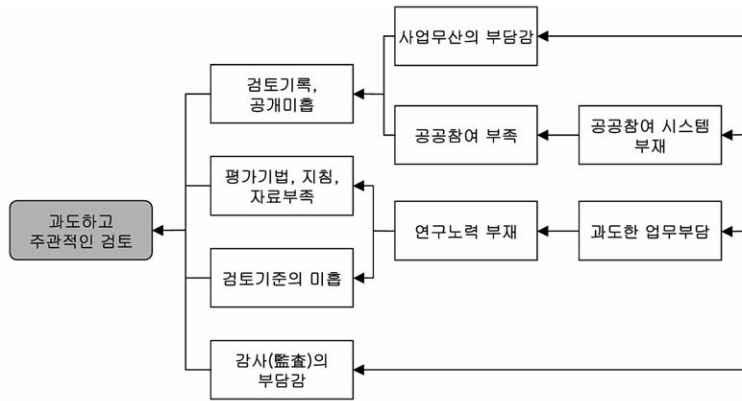 사업무산의 부담감
검토기록,
공개미흡
공공참여 부족
공공참여 시스템
부재
평가기법, 지침,
자료부족
과도하고
주관적인 검토
연구노력 부재
과도한 업무부담
검토기준의 미흡
감사(監査)의
부담감